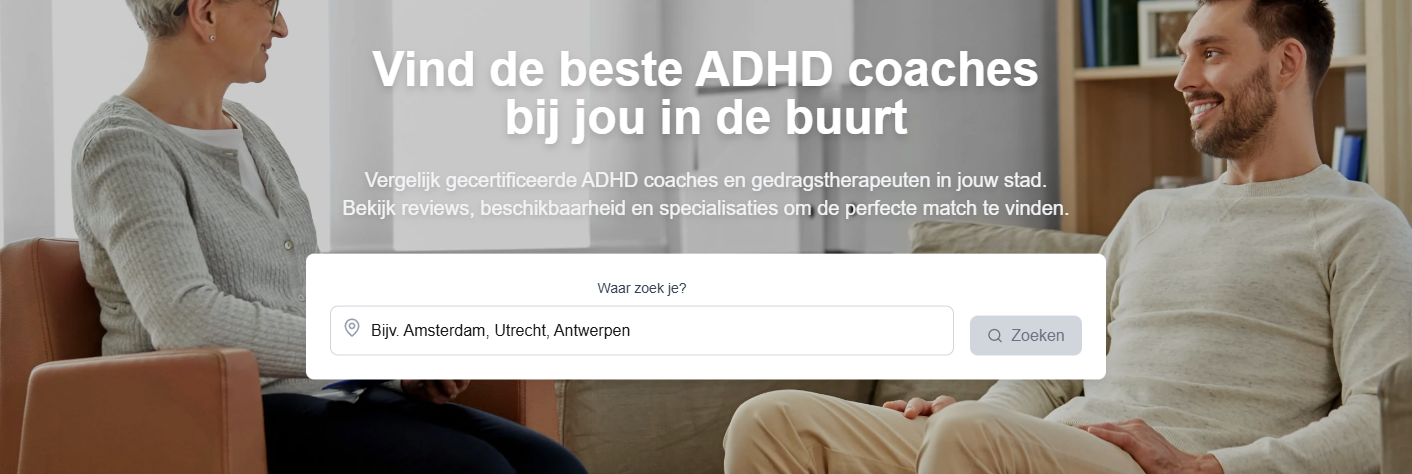 Vind de beste ADHD coaches
bij jou in de buurt
Vergelijk gecertificeerde ADHD coaches en gedragstherapeuten in jouw stad.
Bekijk reviews, beschikbaarheid en specialisaties om de perfecte match te vinden.
Waar zoek je?
Bijv. Amsterdam, Utrecht, Antwerpen
Zoeken